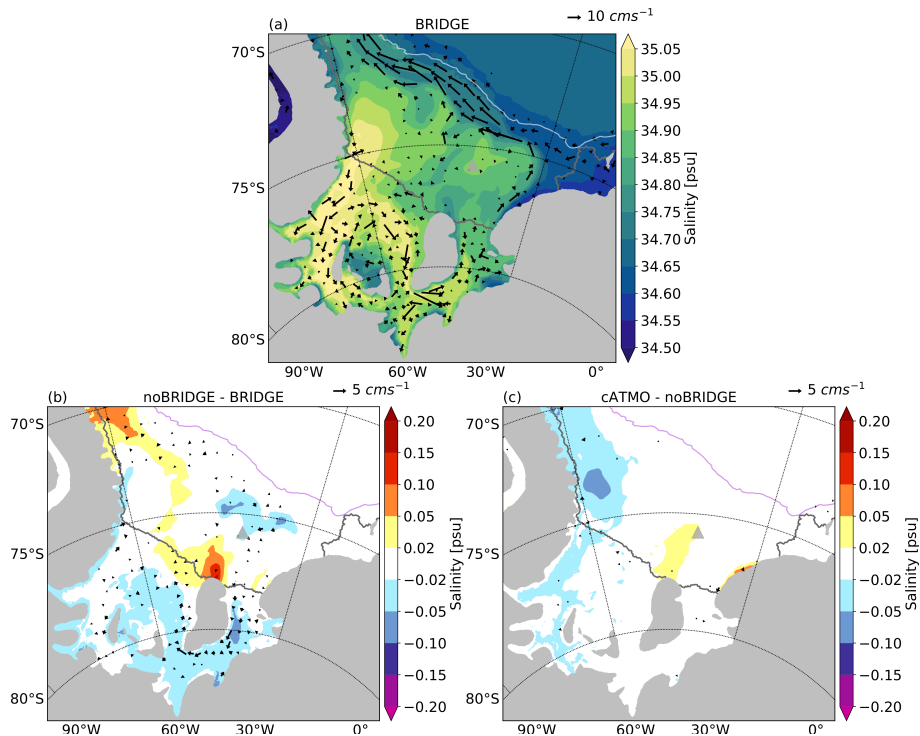 (a) BRIDGE 10 cms⁻¹
70°S
75°S
80°S
90°W 60°W 30°W 0°
35.05
35.00
34.95
34.90
34.85
34.80
34.75
34.70
34.65
34.60
34.55
34.50
Salinity [psu]
(b) noBRIDGE - BRIDGE 5 cms⁻¹
70°S
75°S
80°S
90°W 60°W 30°W 0°
0.20
0.15
0.10
0.05
0.02
−0.02
−0.05
−0.10
−0.15
−0.20
Salinity [psu]
(c) cATMO - noBRIDGE 5 cms⁻¹
70°S
75°S
80°S
90°W 60°W 30°W 0°
0.20
0.15
0.10
0.05
0.02
−0.02
−0.05
−0.10
−0.15
−0.20
Salinity [psu]